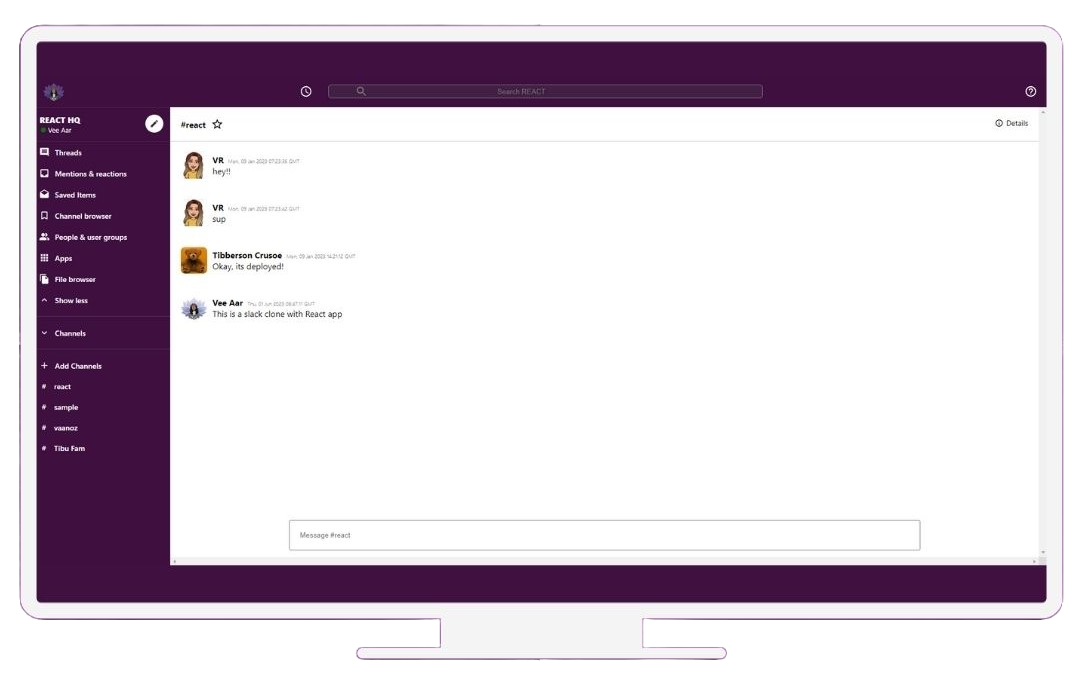 Search REACT
REACT HQ
Vee Aar
Threads
Mentions & reactions
Saved Items
Channel browser
People & user groups
Apps
File browser
Show less
Channels
Add Channels
# react
# sample
# vaanoz
# Tibu Fam
#react
Details
VR Mon, 09 Jan 2023 07:23:36 GMT
hey!!
VR Mon, 09 Jan 2023 07:23:42 GMT
sup
Tibberson Crusoe Mon, 09 Jan 2023 14:21:12 GMT
Okay, its deployed!
Vee Aar Thu, 01 Jun 2023 GMT
This is a slack clone with React app
Message #react